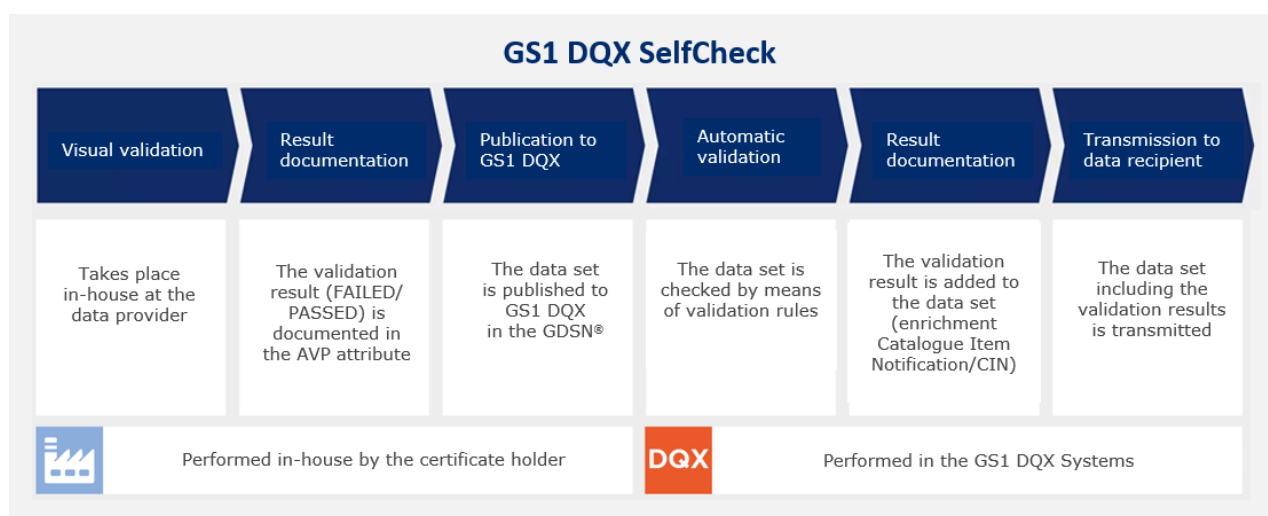 GS1 DQX SelfCheck
Visual validation
Result
documentation
Publication to
GS1 DQX
Automatic
validation
Result
documentation
Transmission to
data recipient
Takes place
in-house at the
data provider
The validation
result (FAILED/
PASSED) is
documented in
the AVP attribute
The data set
is published to
GS1 DQX
in the GDSN®
The data set is
checked by means
of validation rules
The validation
result is added to
the data set
(enrichment
Catalogue Item
Notification/CIN)
The data set
including the
validation results
is transmitted
Performed in-house by the certificate holder
DQX
Performed in the GS1 DQX Systems